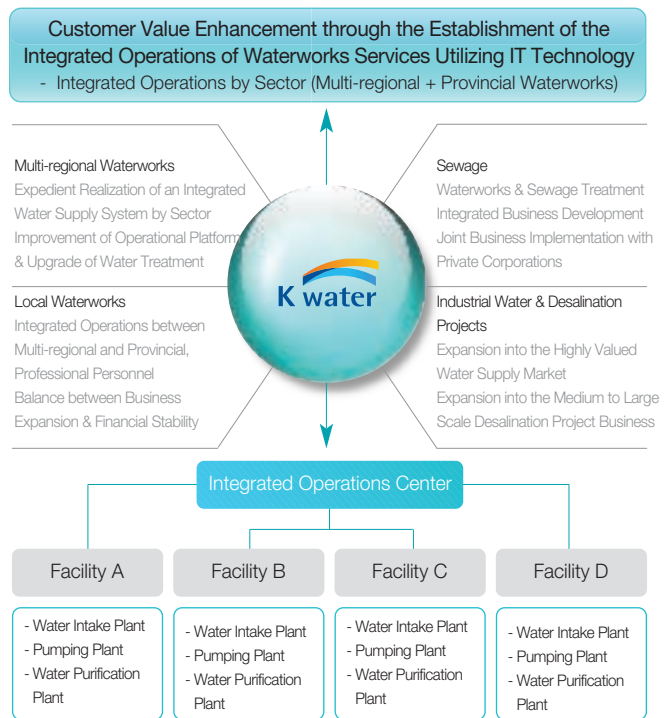 Customer Value Enhancement through the Establishment of the
Integrated Operations of Waterworks Services Utilizing IT Technology
- Integrated Operations by Sector (Multi-regional + Provincial Waterworks)
Multi-regional Waterworks
Expedient Realization of an Integrated
Water Supply System by Sector
Improvement of Operational Platform
& Upgrade of Water Treatment
Sewage
Waterworks & Sewage Treatment
Integrated Business Development
Joint Business Implementation with
Private Corporations
K water
Local Waterworks
Integrated Operations between
Multi-regional and Provincial,
Professional Personnel
Balance between Business
Expansion & Financial Stability
Industrial Water & Desalination
Projects
Expansion into the Highly Valued
Water Supply Market
Expansion into the Medium to Large
Scale Desalination Project Business
Integrated Operations Center
Facility A
- Water Intake Plant
- Pumping Plant
- Water Purification
Plant
Facility B
- Water Intake Plant
- Pumping Plant
- Water Purification
Plant
Facility C
- Water Intake Plant
- Pumping Plant
- Water Purification
Plant
Facility D
- Water Intake Plant
- Pumping Plant
- Water Purification
Plant